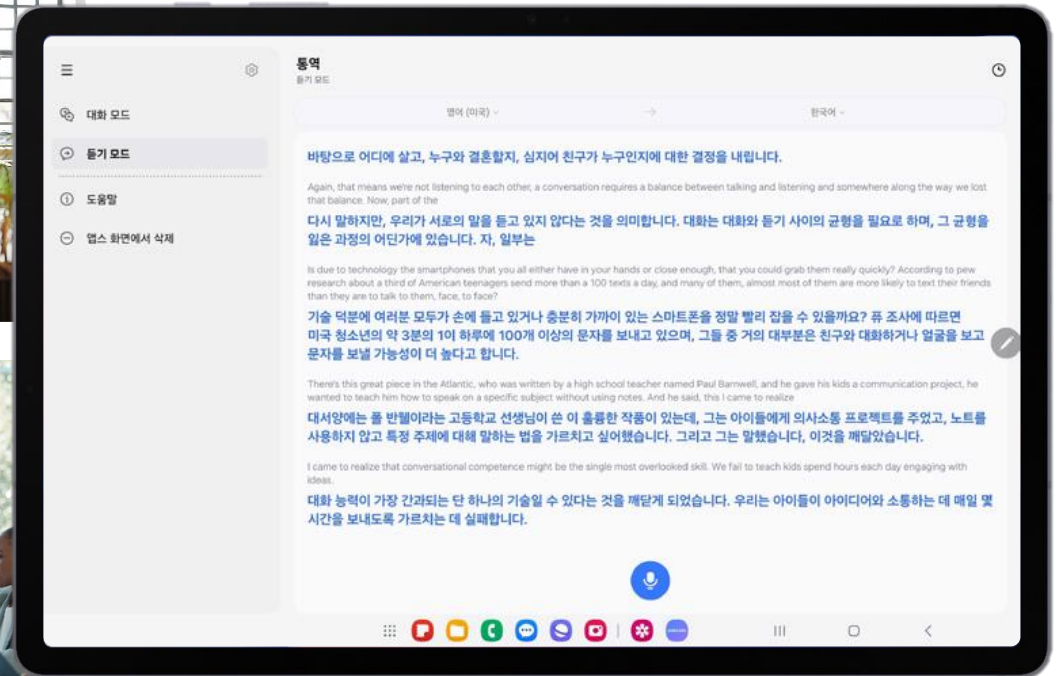 통역
듣기 모드
대화 모드
듣기 모드
도움말
앱스 화면에서 삭제
영어 (미국)
한국어
바탕으로 어디에 살고, 누구와 결혼할지, 심지어 친구가 누구인지에 대한 결정을 내립니다.
Again, that means we're not listening to each other, a conversation requires a balance between talking and listening and somewhere along the way we lost
that balance. Now, part of the
다시 말하지만, 우리가 서로의 말을 듣고 있지 않다는 것을 의미합니다. 대화는 대화와 듣기 사이의 균형을 필요로 하며, 그 균형을
잃은 과정의 어딘가에 있습니다. 자, 일부는
Is due to technology the smartphones that you all either have in your hands or close enough, that you could grab them really quickly? According to pew
research about a third of American teenagers send more than a 100 texts a day, and many of them, almost most of them are more likely to text their friends
than they are to talk to them, face, to face?
기술 덕분에 여러분 모두가 손에 들고 있거나 충분히 가까이 있는 스마트폰을 정말 빨리 잡을 수 있을까요? 퓨 조사에 따르면
미국 청소년의 약 3분의 1이 하루에 100개 이상의 문자를 보내고 있으며, 그들 중 거의 대부분은 친구와 대화하거나 얼굴을 보고
문자를 보낼 가능성이 더 높다고 합니다.
There's this great piece in the Atlantic, who was written by a high school teacher named Paul Barnwell, and he gave his kids a communication project, he
wanted to teach him how to speak on a specific subject without using notes. And he said, this I came to realize
대서양에는 폴 반웰이라는 고등학교 선생님이 쓴 이 훌륭한 작품이 있는데, 그는 아이들에게 의사소통 프로젝트를 주었고, 노트를
사용하지 않고 특정 주제에 대해 말하는 법을 가르치고 싶어했습니다. 그리고 그는 말했습니다, 이것을 깨달았습니다.
I came to realize that conversational competence might be the single most overlooked skill. We fail to teach kids spend hours each day engaging with
ideas.
대화 능력이 가장 간과되는 단 하나의 기술일 수 있다는 것을 깨닫게 되었습니다. 우리는 아이들이 아이디어와 소통하는 데 매일 몇
시간을 보내도록 가르치는 데 실패합니다.